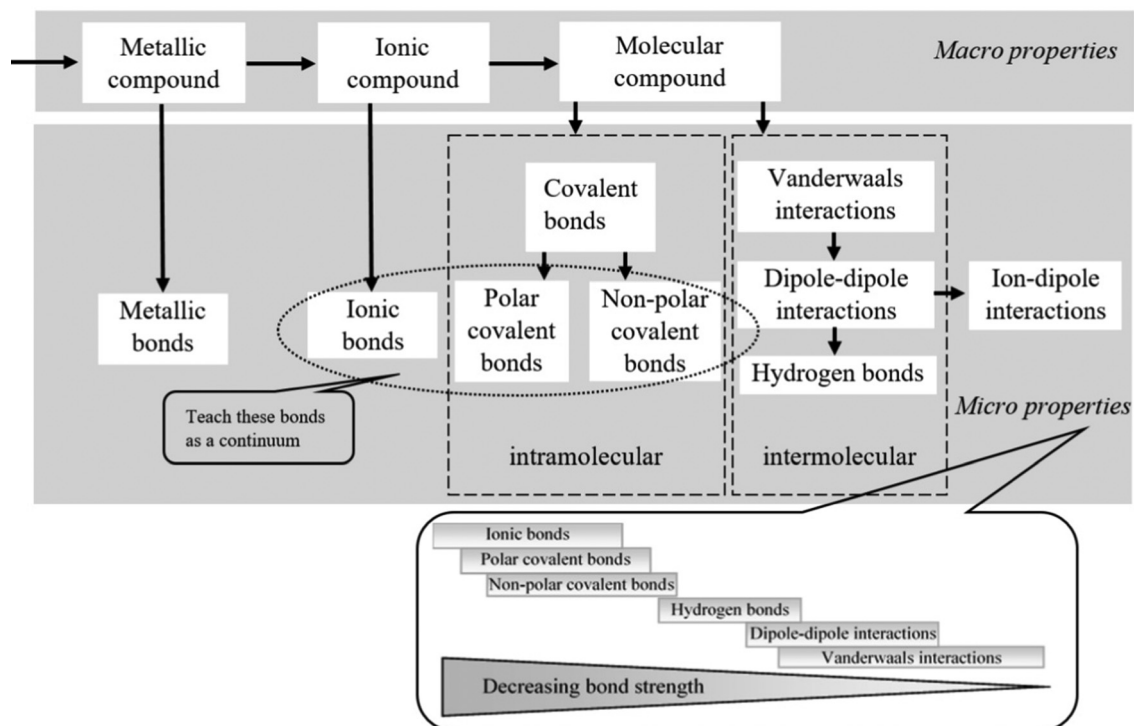 Metallic
compound
Ionic
compound
Molecular
compound
Macro properties
Covalent
bonds
Vanderwaals
interactions
Metallic
bonds
Ionic
bonds
Polar
covalent
bonds
Non-polar
covalent
bonds
Dipole-dipole
interactions
Ion-dipole
interactions
Hydrogen bonds
Teach these bonds
as a continuum
Micro properties
intramolecular
intermolecular
Ionic bonds
Polar covalent bonds
Non-polar covalent bonds
Hydrogen bonds
Dipole-dipole interactions
Vanderwaals interactions
Decreasing bond strength